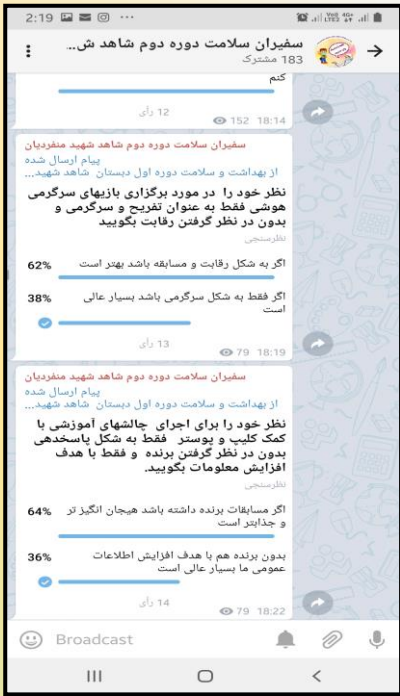 2:19
VoB 4G+
LTE2
سفیران سلامت دوره دوم شاهد ش...
183 مشترک
کنم
12 رأی
152 18:14
سفیران سلامت دوره دوم شاهد شهید منفردیان
پیام ارسال شده
از بهداشت و سلامت دوره اول دبستان شاهد شهید...
نظر خود را در مورد برگزاری بازیهای سرگرمی
هوشی فقط به عنوان تفریح و سرگرمی و
بدون در نظر گرفتن رقابت بگویید
نظرسنجی
62% اگر به شکل رقابت و مسابقه باشد بهتر است
38% اگر فقط به شکل سرگرمی باشد بسیار عالی
است
13 رأی
79 18:19
سفیران سلامت دوره دوم شاهد شهید منفردیان
پیام ارسال شده
از بهداشت و سلامت دوره اول دبستان شاهد شهید...
نظر خود را برای اجرای چالشهای آموزشی با
کمک کلیپ و پوستر فقط به شکل پاسخدهی
بدون در نظر گرفتن برنده و فقط با هدف
افزایش معلومات بگویید.
نظرسنجی
64% اگر مسابقات برنده داشته باشد هیجان انگیز تر
و جذابتر است
36% بدون برنده هم با هدف افزایش اطلاعات
عمومی ما بسیار عالی است
14 رأی
79 18:22
Broadcast